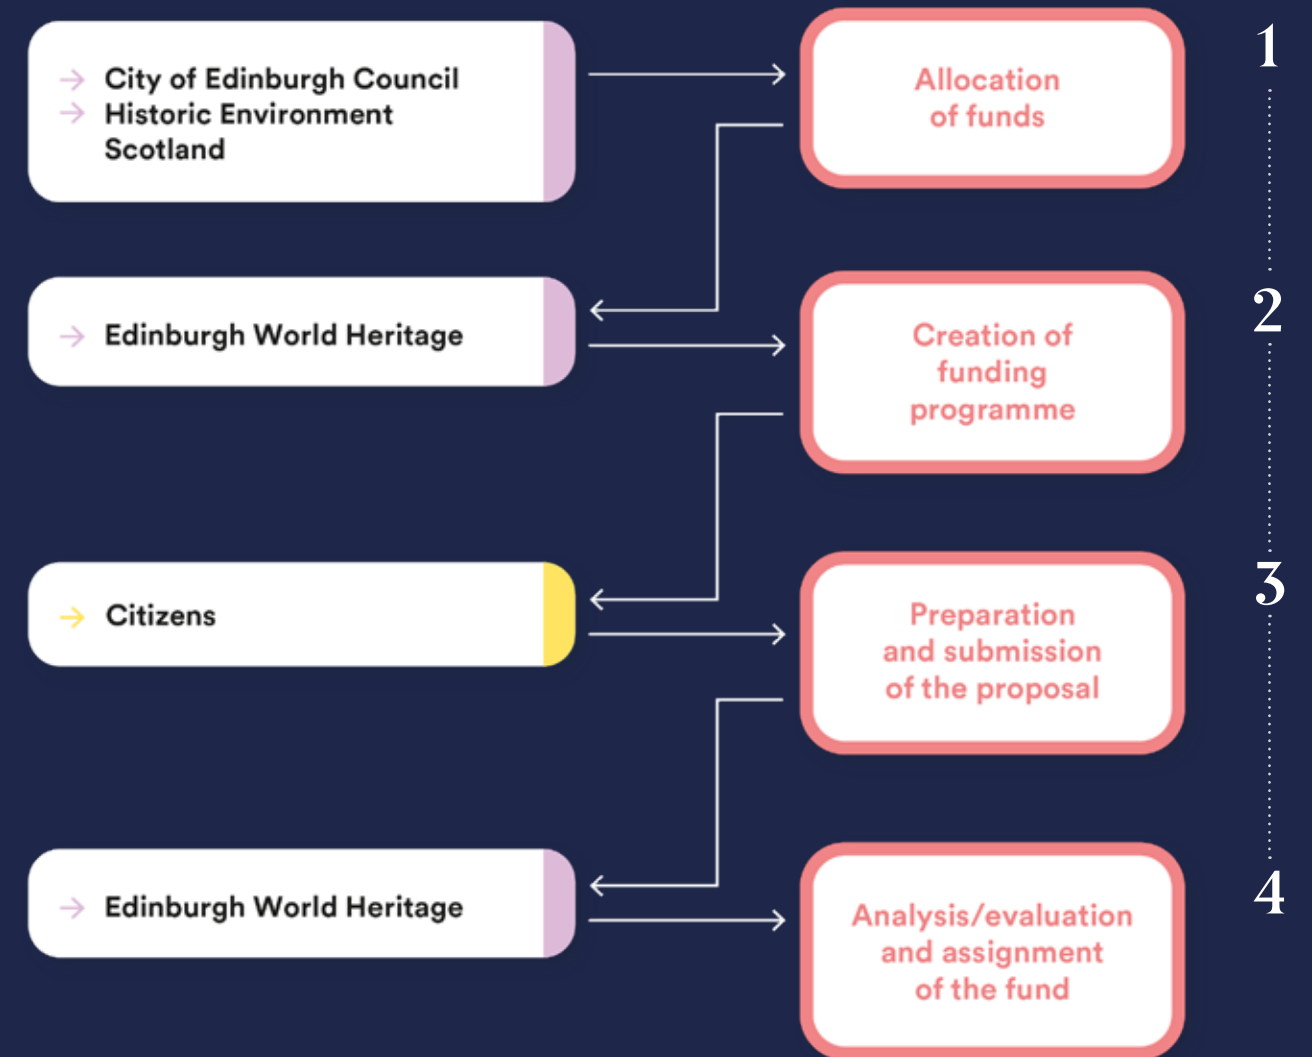 City of Edinburgh Council
Historic Environment
Scotland
Allocation
of funds
1
Edinburgh World Heritage
Creation of
funding
programme
2
Citizens
Preparation
and submission
of the proposal
3
Edinburgh World Heritage
Analysis/evaluation
and assignment
of the fund
4